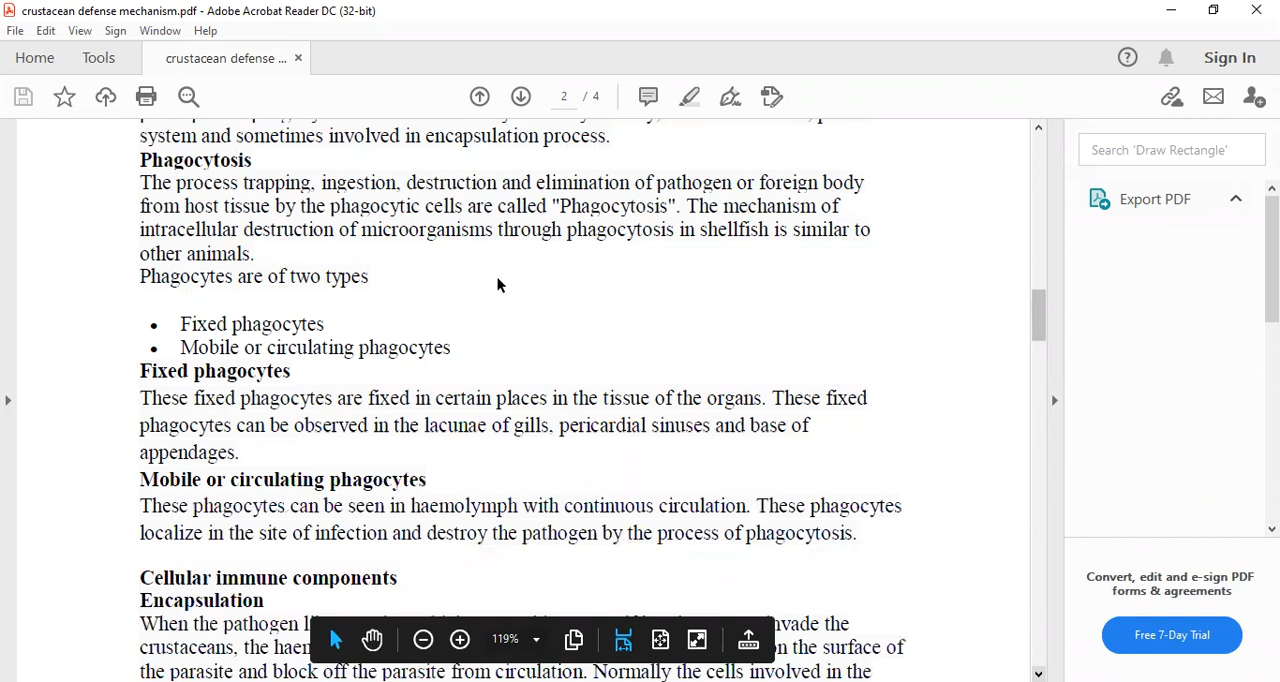 crustacean defense mechanism.pdf - Adobe Acrobat Reader DC (32-bit)
File Edit View Sign Window Help
Home Tools crustacean defense ... × Sign In
2 / 4
system and sometimes involved in encapsulation process.
Phagocytosis
The process trapping, ingestion, destruction and elimination of pathogen or foreign body
from host tissue by the phagocytic cells are called "Phagocytosis". The mechanism of
intracellular destruction of microorganisms through phagocytosis in shellfish is similar to
other animals.
Phagocytes are of two types
• Fixed phagocytes
• Mobile or circulating phagocytes
Fixed phagocytes
These fixed phagocytes are fixed in certain places in the tissue of the organs. These fixed
phagocytes can be observed in the lacunae of gills, pericardial sinuses and base of
appendages.
Mobile or circulating phagocytes
These phagocytes can be seen in haemolymph with continuous circulation. These phagocytes
localize in the site of infection and destroy the pathogen by the process of phagocytosis.
Cellular immune components
Encapsulation
When the pathogen nvade the
crustaceans, the haem n the surface of
the parasite and block off the parasite from circulation. Normally the cells involved in the
119%
Search 'Draw Rectangle'
Export PDF
Convert, edit and e-sign PDF
forms & agreements
Free 7-Day Trial